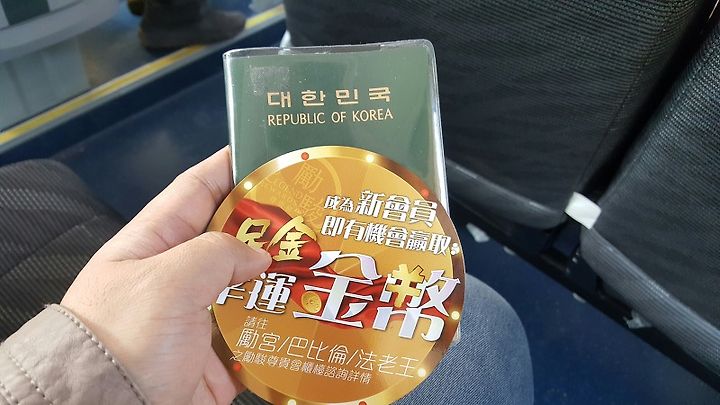 대한민국
REPUBLIC OF KOREA
勵
成為新會員
即有機會贏取:
足金
幸運金幣
請往
勵宮/巴比倫/法老王
之勵駿尊貴會櫃檯諮詢詳情